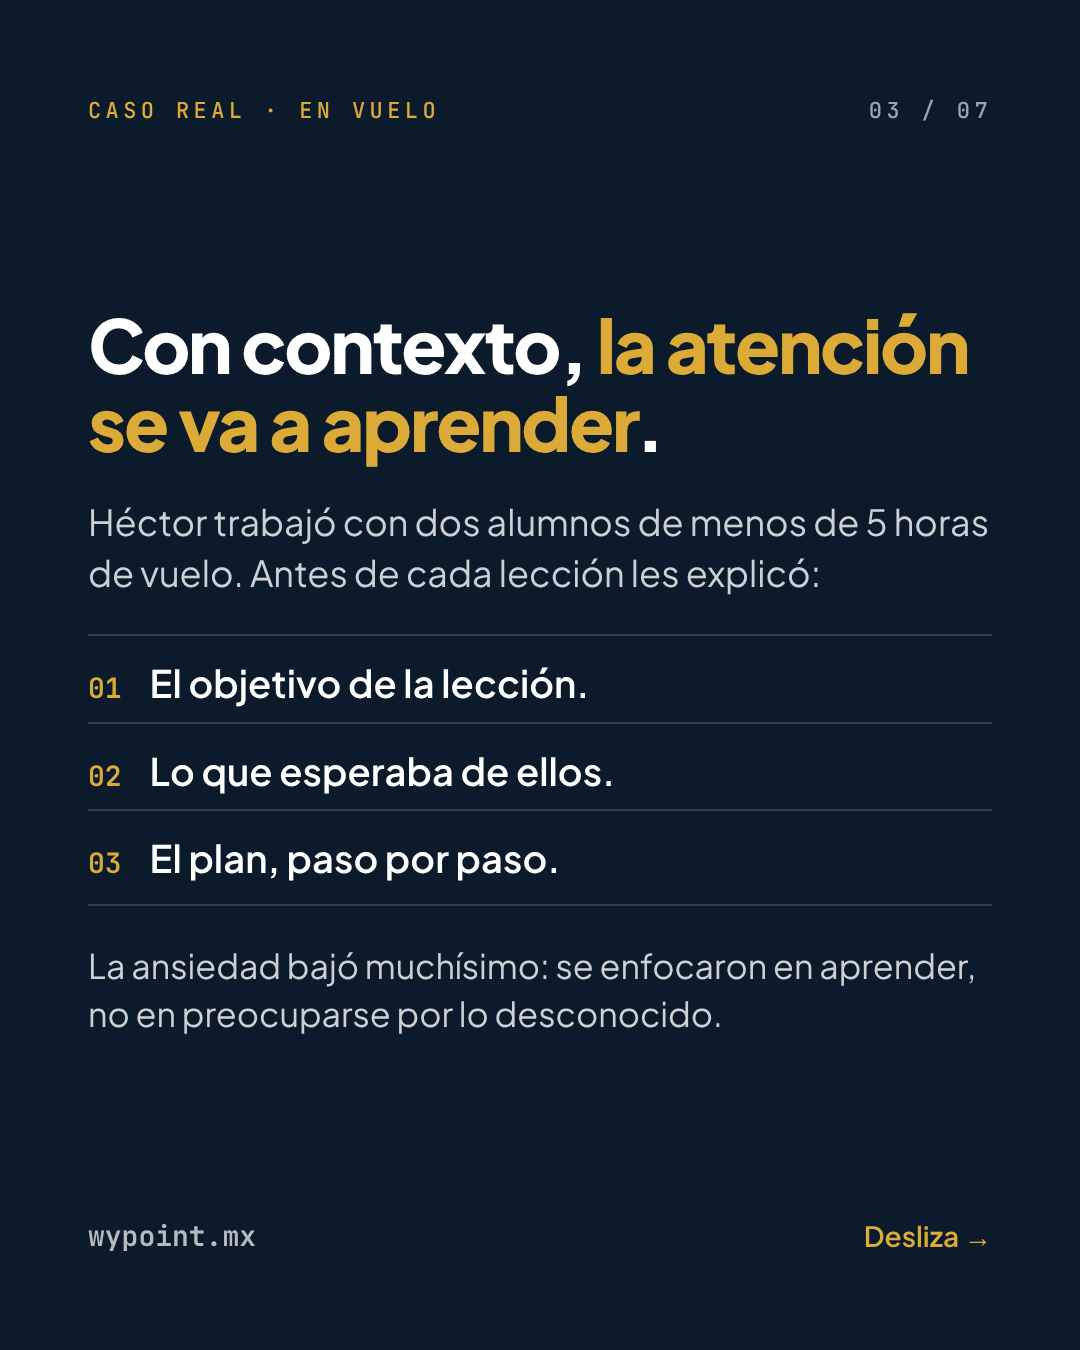 CASO REAL · EN VUELO
03 / 07
Con contexto, la atención
se va a aprender.
Héctor trabajó con dos alumnos de menos de 5 horas
de vuelo. Antes de cada lección les explicó:
01 El objetivo de la lección.
02 Lo que esperaba de ellos.
03 El plan, paso por paso.
La ansiedad bajó muchísimo: se enfocaron en aprender,
no en preocuparse por lo desconocido.
wypoint.mx
Desliza →